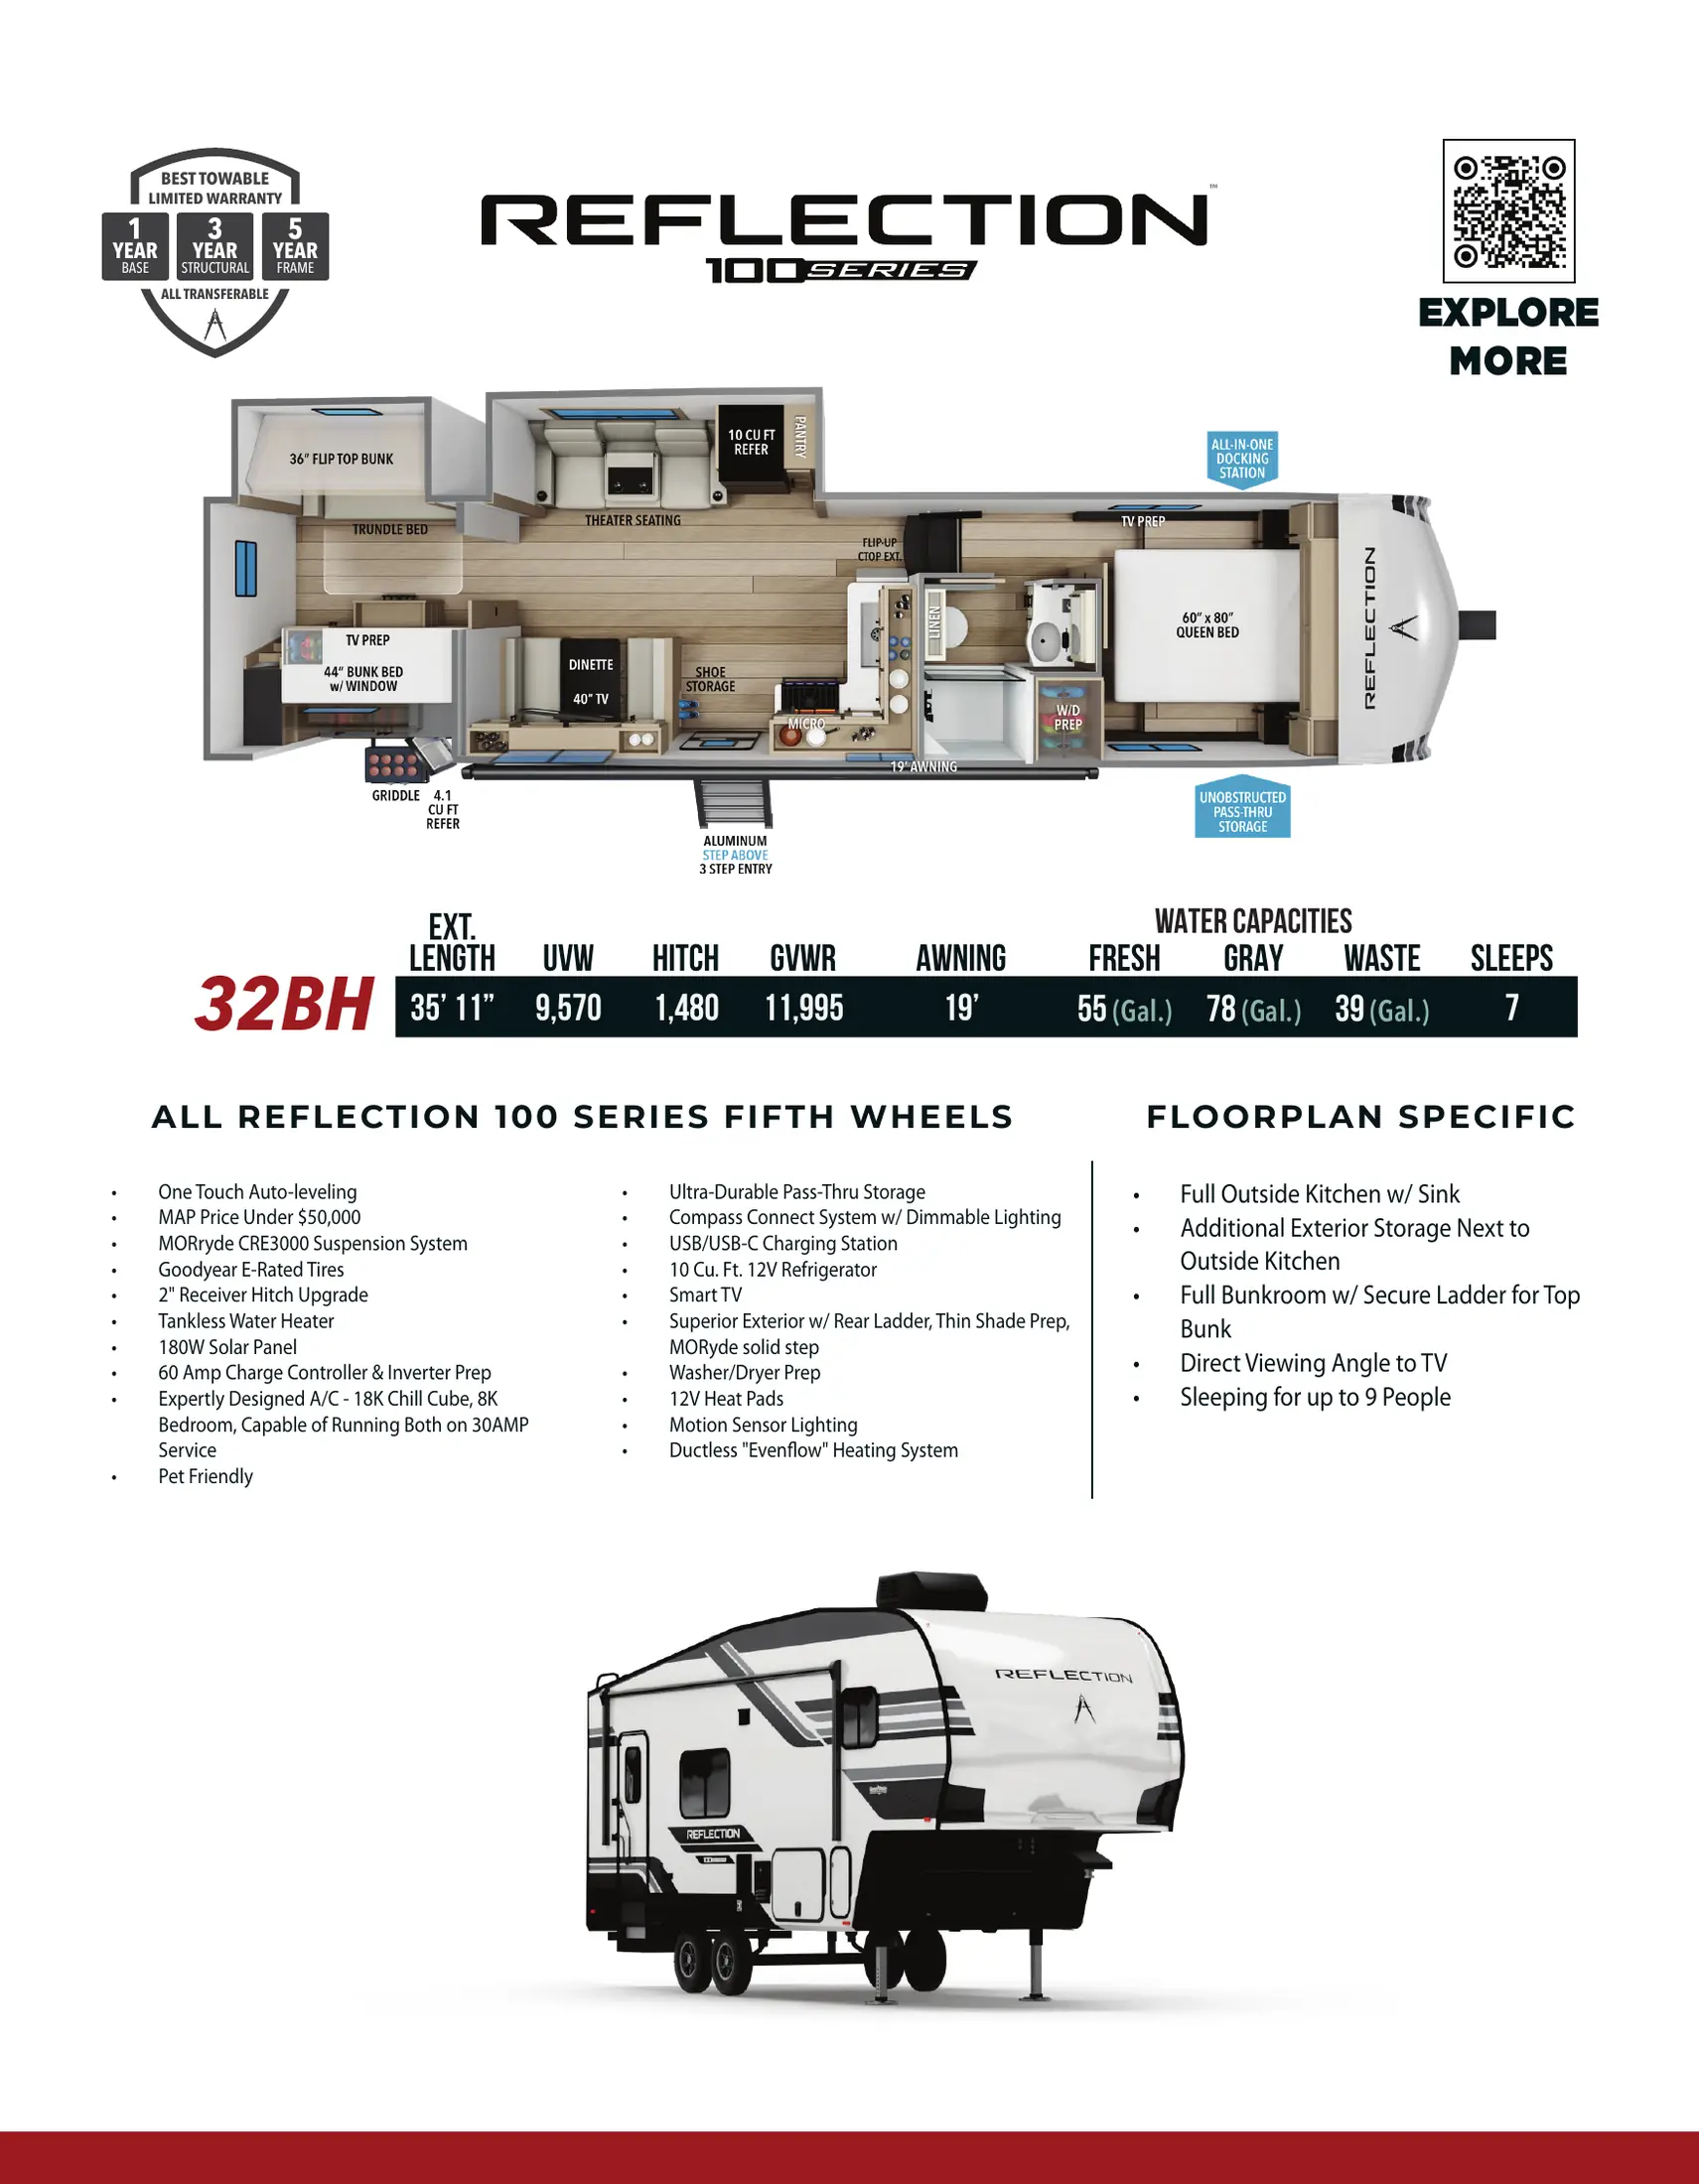 BEST TOWABLE
LIMITED WARRANTY
1
YEAR
BASE
3
YEAR
STRUCTURAL
5
YEAR
FRAME
ALL TRANSFERABLE
REFLECTION™
100 SERIES
EXPLORE
MORE
36" FLIP TOP BUNK
TRUNDLE BED
THEATER SEATING
10 CU FT
REFER
PANTRY
ALL-IN-ONE
DOCKING
STATION
FLIP-UP
CTOP EXT.
TV PREP
LINEN
60" x 80"
QUEEN BED
REFLECTION
TV PREP
44" BUNK BED
w/ WINDOW
DINETTE
40" TV
SHOE
STORAGE
MICRO
W/D
PREP
19' AWNING
GRIDDLE
4.1
CU FT
REFER
ALUMINUM
STEP ABOVE
3 STEP ENTRY
UNOBSTRUCTED
PASS-THRU
STORAGE
WATER CAPACITIES
EXT.
LENGTH UVW HITCH GVWR AWNING FRESH GRAY WASTE SLEEPS
32BH 35' 11" 9,570 1,480 11,995 19' 55 (Gal.) 78 (Gal.) 39 (Gal.) 7
ALL REFLECTION 100 SERIES FIFTH WHEELS
• One Touch Auto-leveling
• MAP Price Under $50,000
• MORryde CRE3000 Suspension System
• Goodyear E-Rated Tires
• 2" Receiver Hitch Upgrade
• Tankless Water Heater
• 180W Solar Panel
• 60 Amp Charge Controller & Inverter Prep
• Expertly Designed A/C - 18K Chill Cube, 8K
Bedroom, Capable of Running Both on 30AMP
Service
• Pet Friendly
• Ultra-Durable Pass-Thru Storage
• Compass Connect System w/ Dimmable Lighting
• USB/USB-C Charging Station
• 10 Cu. Ft. 12V Refrigerator
• Smart TV
• Superior Exterior w/ Rear Ladder, Thin Shade Prep,
MORyde solid step
• Washer/Dryer Prep
• 12V Heat Pads
• Motion Sensor Lighting
• Ductless "Evenflow" Heating System
FLOORPLAN SPECIFIC
• Full Outside Kitchen w/ Sink
• Additional Exterior Storage Next to
Outside Kitchen
• Full Bunkroom w/ Secure Ladder for Top
Bunk
• Direct Viewing Angle to TV
• Sleeping for up to 9 People
REFLECTION
REFLECTION